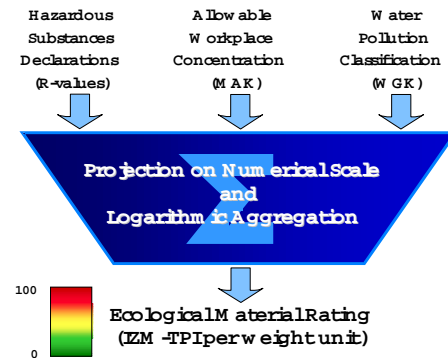 Hazardous
Substances
Declarations
(R-values)
Allowable
Workplace
Concentration
(MAK)
Water
Pollution
Classification
(WGK)
Projection on Numerical Scale
and
Logarithmic Aggregation
100
0
Ecological Material Rating
(IZM-TPI per weight unit)